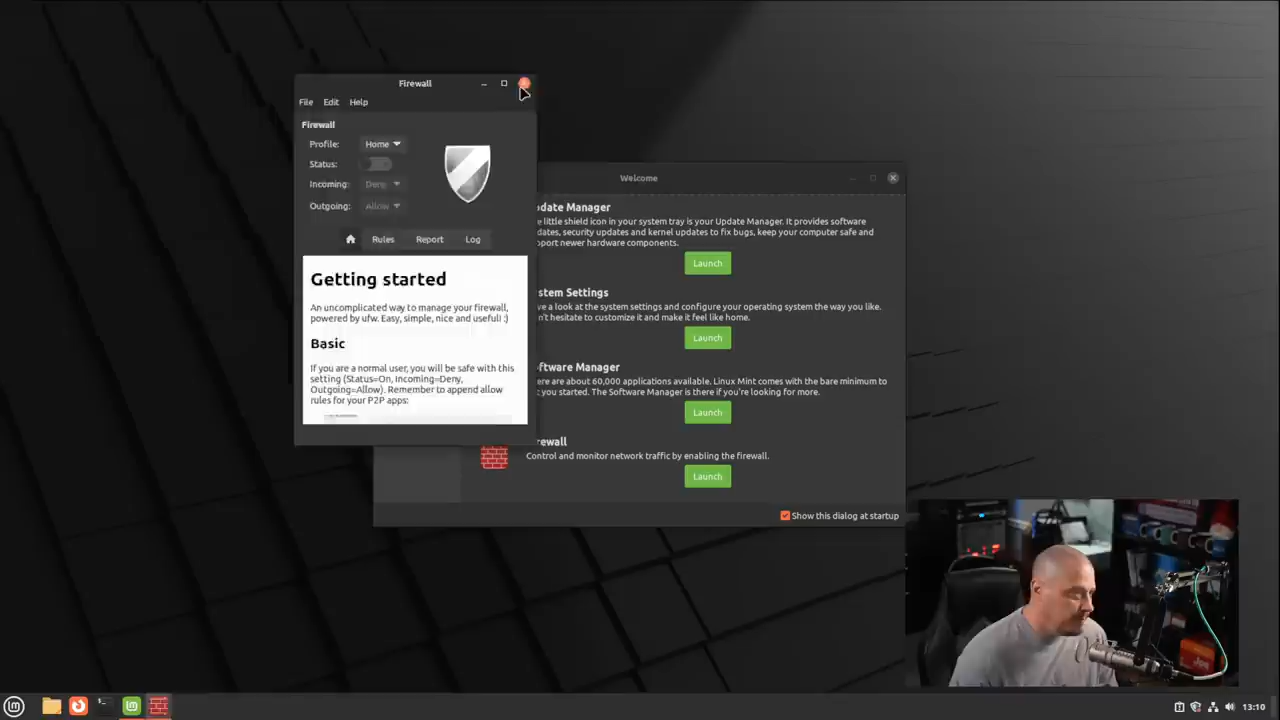 Firewall
File Edit Help
Firewall
Profile: Home
Status:
Incoming: Deny
Outgoing: Allow
Rules Report Log
Getting started
An uncomplicated way to manage your firewall,
powered by ufw. Easy, simple, nice and useful! :)
Basic
If you are a normal user, you will be safe with this
setting (Status=On, Incoming=Deny,
Outgoing=Allow). Remember to append allow
rules for your P2P apps:
Welcome
pdate Manager
e little shield icon in your system tray is your Update Manager. It provides software
dates, security updates and kernel updates to fix bugs, keep your computer safe and
pport newer hardware components.
Launch
stem Settings
ve a look at the system settings and configure your operating system the way you like.
n't hesitate to customize it and make it feel like home.
Launch
ftware Manager
ere are about 60,000 applications available. Linux Mint comes with the bare minimum to
t you started. The Software Manager is there if you're looking for more.
Launch
rewall
Control and monitor network traffic by enabling the firewall.
Launch
Show this dialog at startup
13:10